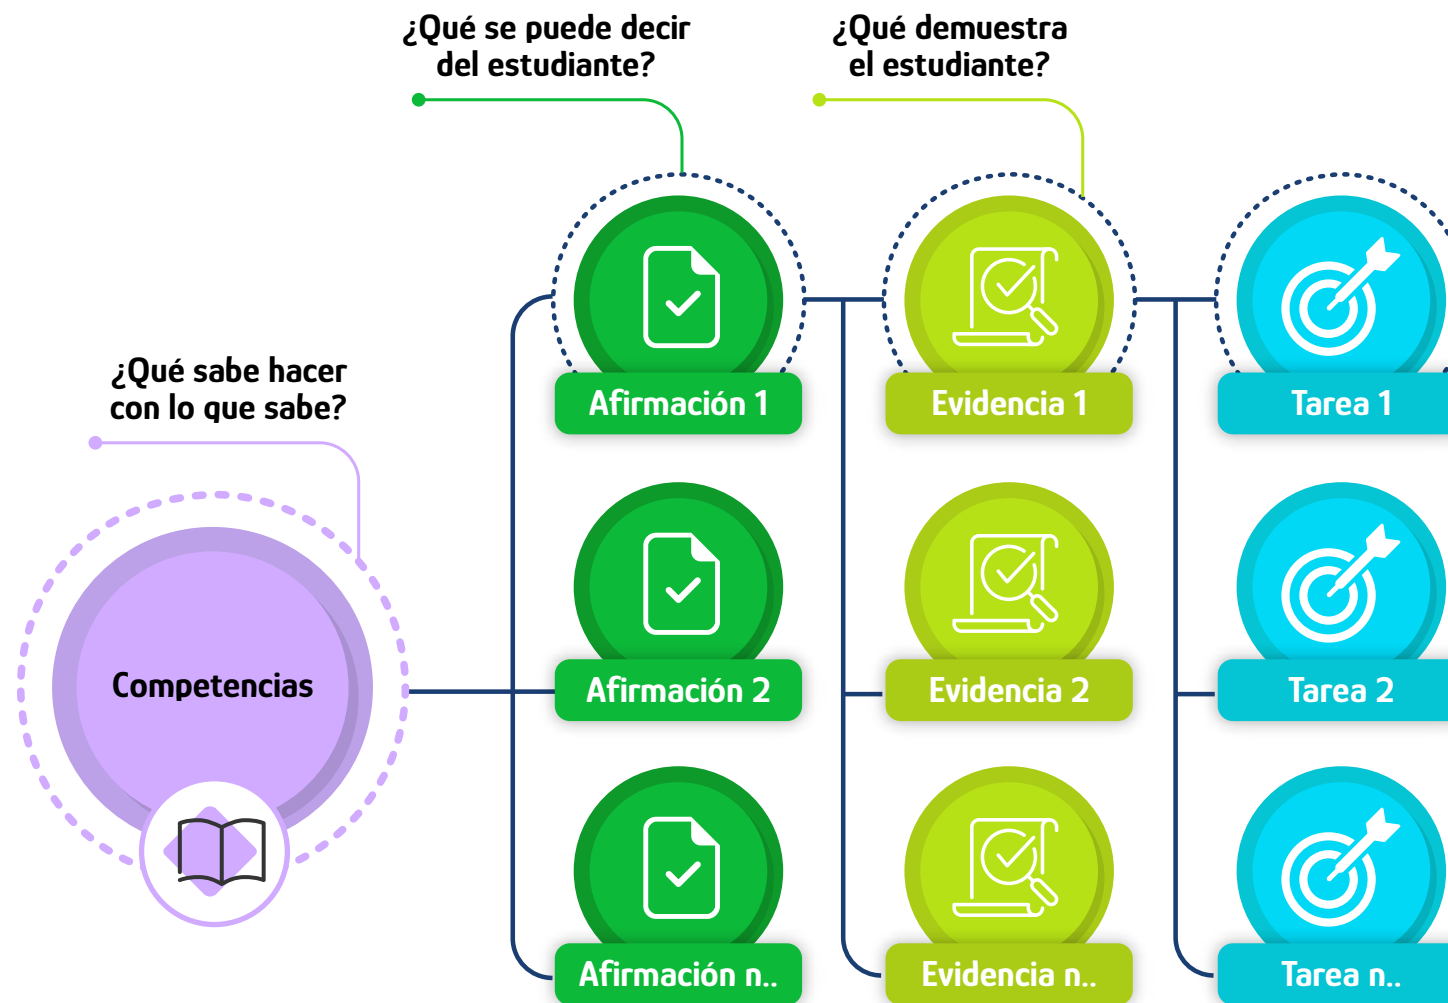 ¿Qué se puede decir
del estudiante?
¿Qué demuestra
el estudiante?
¿Qué sabe hacer
con lo que sabe?
Competencias
Afirmación 1
Evidencia 1
Tarea 1
Afirmación 2
Evidencia 2
Tarea 2
Afirmación n..
Evidencia n..
Tarea n..